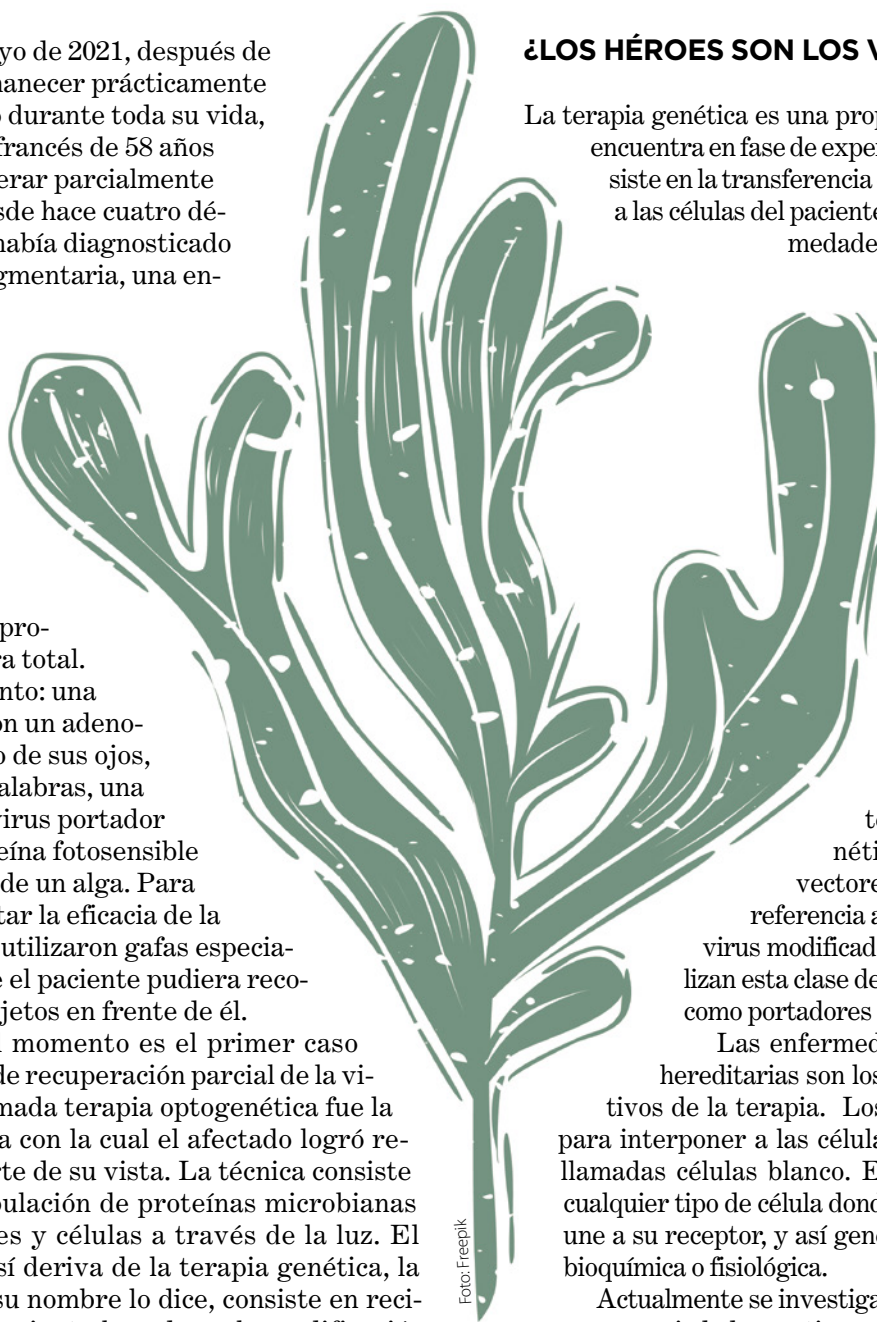 yo de 2021, después de
manecer prácticamente
durante toda su vida,
francés de 58 años
erar parcialmente
sde hace cuatro dé-
había diagnosticado
gmentaria, una en-
pro-
ra total.
nto: una
on un adeno-
o de sus ojos,
alabras, una
virus portador
eína fotosensible
de un alga. Para
tar la eficacia de la
utilizaron gafas especia-
e el paciente pudiera reco-
jetos en frente de él.
l momento es el primer caso
de recuperación parcial de la vi-
mada terapia optogenética fue la
a con la cual el afectado logró re-
rte de su vista. La técnica consiste
pulación de proteínas microbianas
es y células a través de la luz. El
sí deriva de la terapia genética, la
su nombre lo dice, consiste en reci-
Foto: Freepik
¿LOS HÉROES SON LOS V
La terapia genética es una prop
encuentra en fase de exper
siste en la transferencia
a las células del paciente
medade
te
néti
vectore
referencia a
virus modificad
lizan esta clase de
como portadores
Las enfermed
hereditarias son los
tivos de la terapia. Los
para interponer a las célula
llamadas células blanco. E
cualquier tipo de célula dond
une a su receptor, y así gene
bioquímica o fisiológica.
Actualmente se investiga